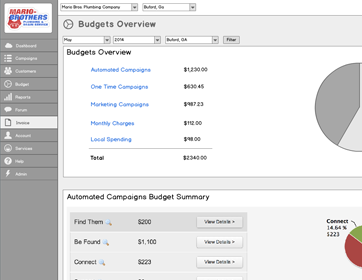 MARIO
BROTHERS
PLUMBING &
DRAIN SERVICE
Mario Bros. Plumbing Company
Buford, Ga
Budgets Overview
May
2014
Buford, GA
Filter
Dashboard
Campaigns
Customers
Budget
Reports
Forum
Invoice
Account
Services
Help
Admin
Budgets Overview
Automated Campaigns $1,230.00
One Time Campaigns $630.45
Marketing Campaigns $987.23
Monthly Charges $112.00
Local Spending $98.00
Total $2340.00
Automated Campaigns Budget Summary
Find Them $200 View Details >
Be Found $1,100 View Details >
Connect $223 View Details >
Connect
14.64 %
$223